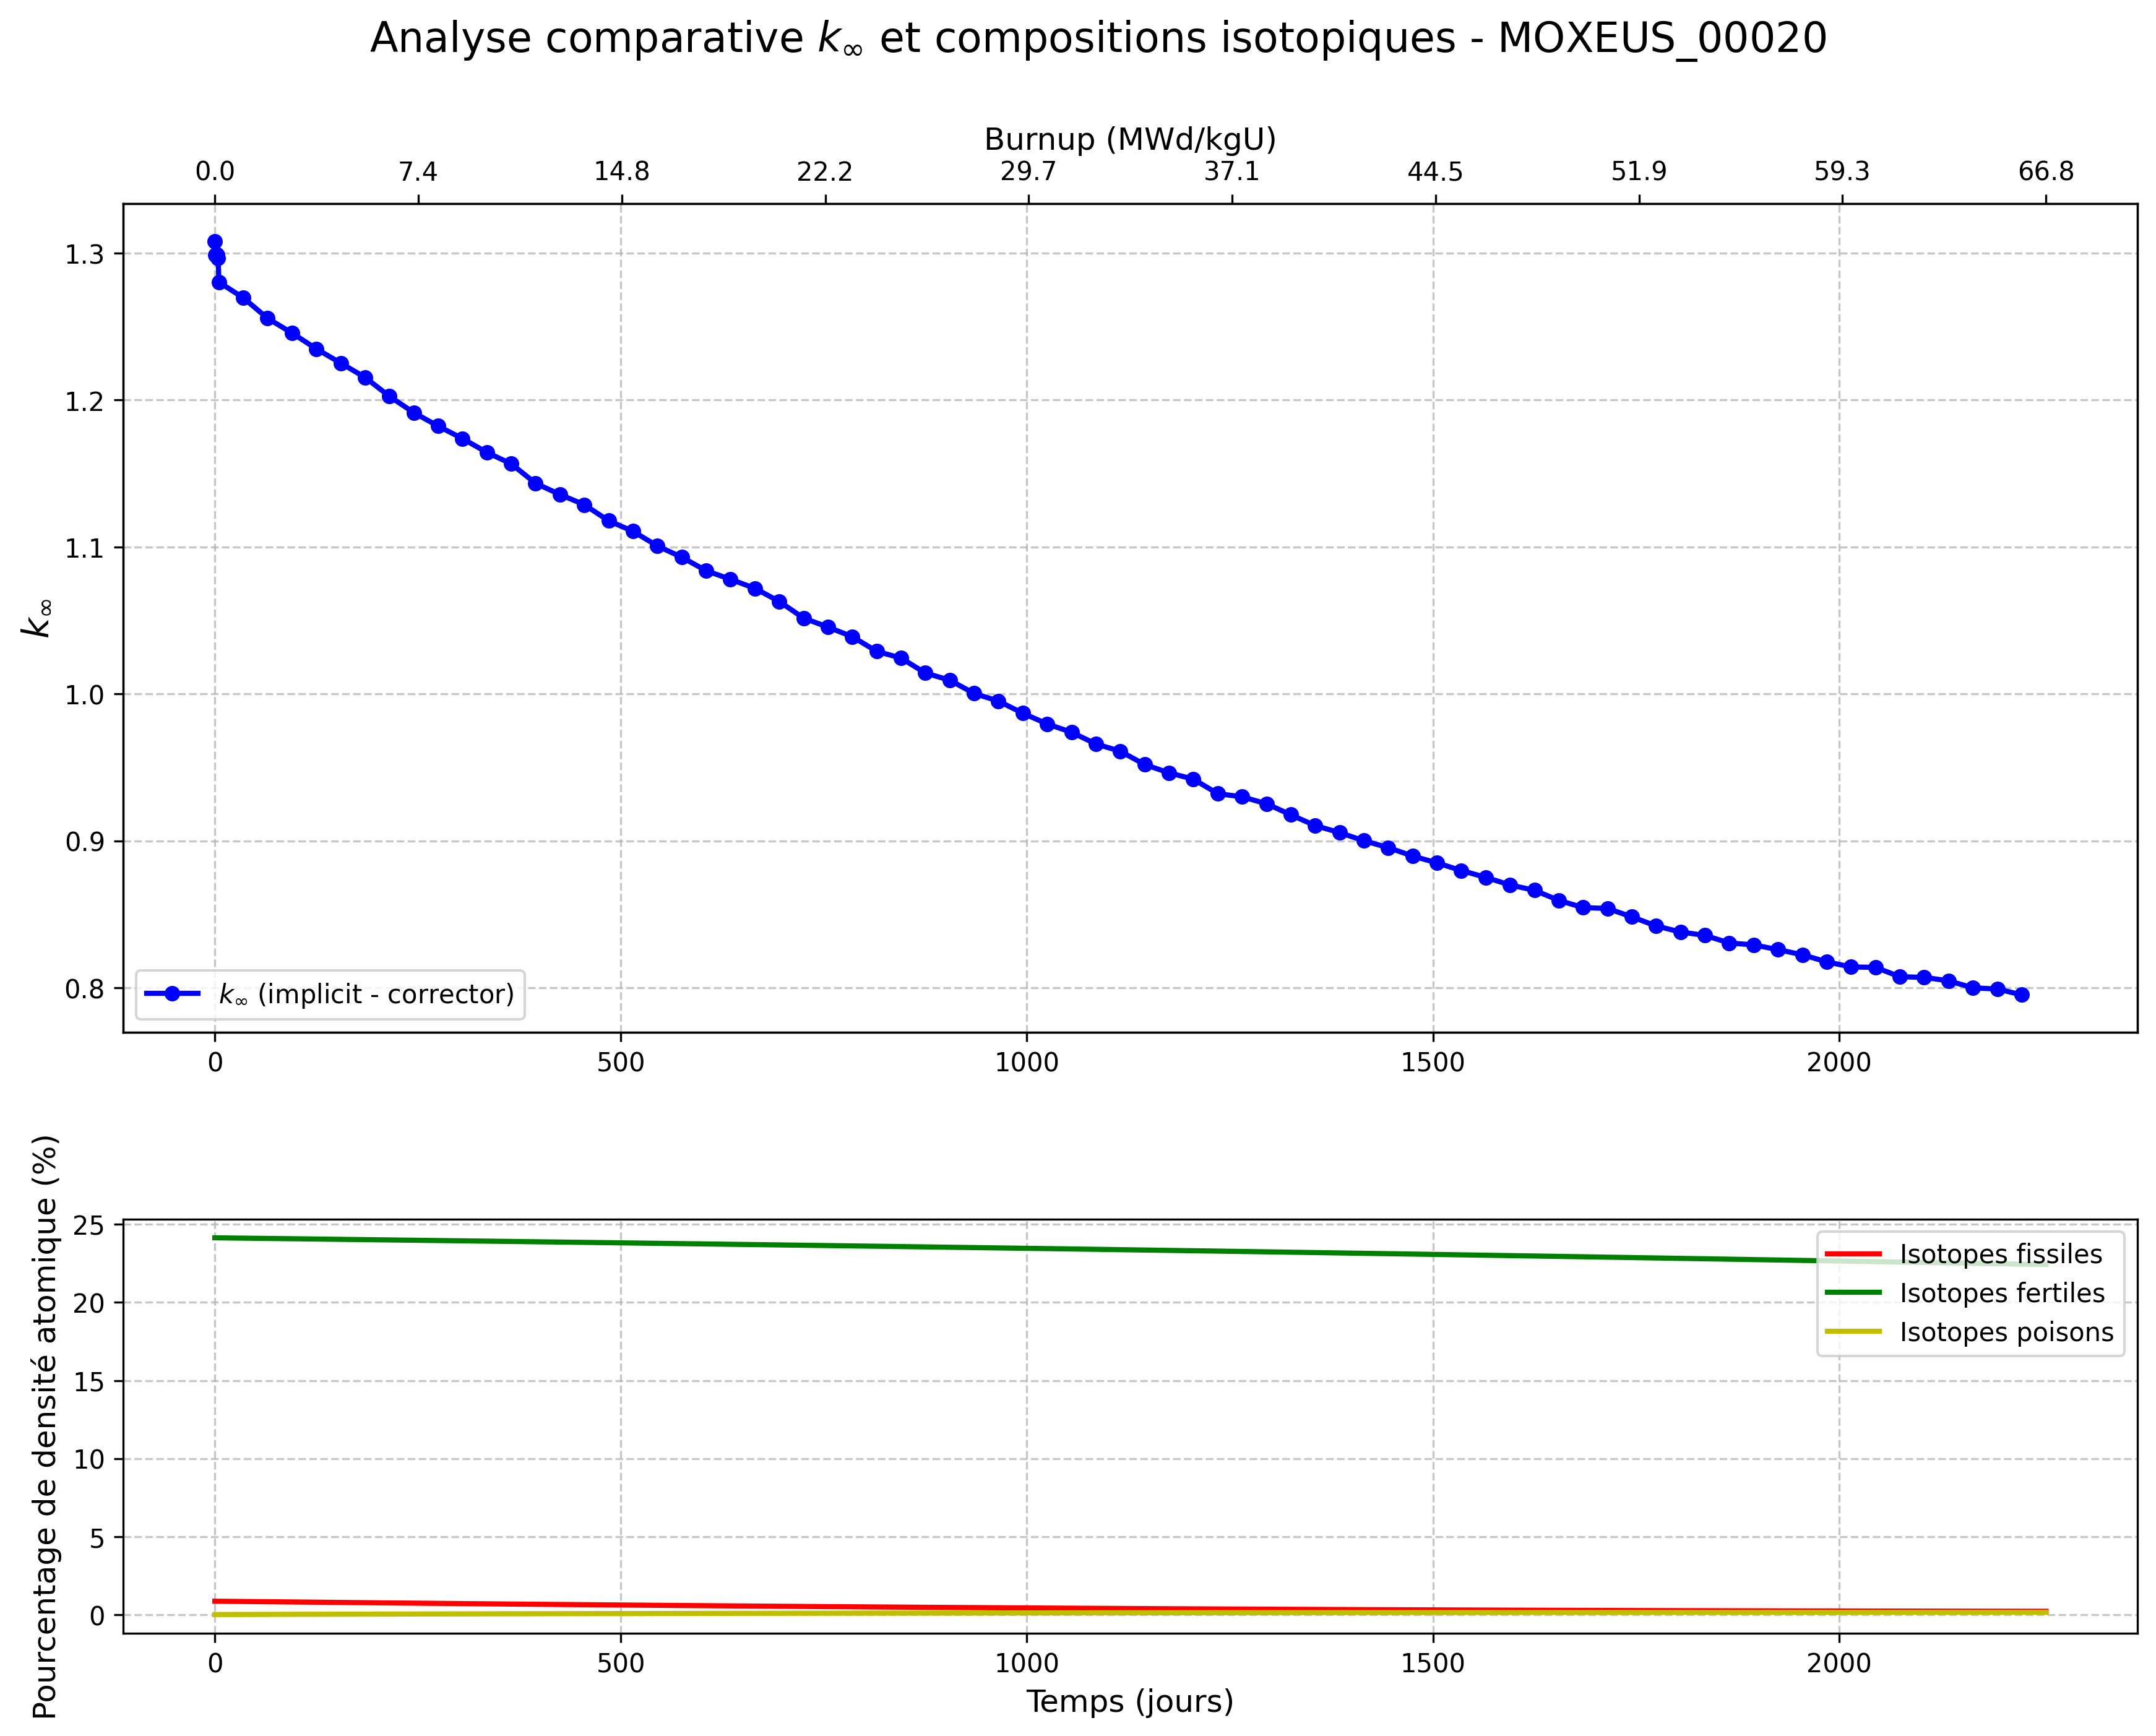 Analyse comparative k∞ et compositions isotopiques - MOXEUS_00020
Burnup (MWd/kgU)
0.0 7.4 14.8 22.2 29.7 37.1 44.5 51.9 59.3 66.8
k∞
1.3
1.2
1.1
1.0
0.9
0.8
k∞ (implicit - corrector)
0 500 1000 1500 2000
Pourcentage de densité atomique (%)
25
20
15
10
5
0
Isotopes fissiles
Isotopes fertiles
Isotopes poisons
0 500 1000 1500 2000
Temps (jours)